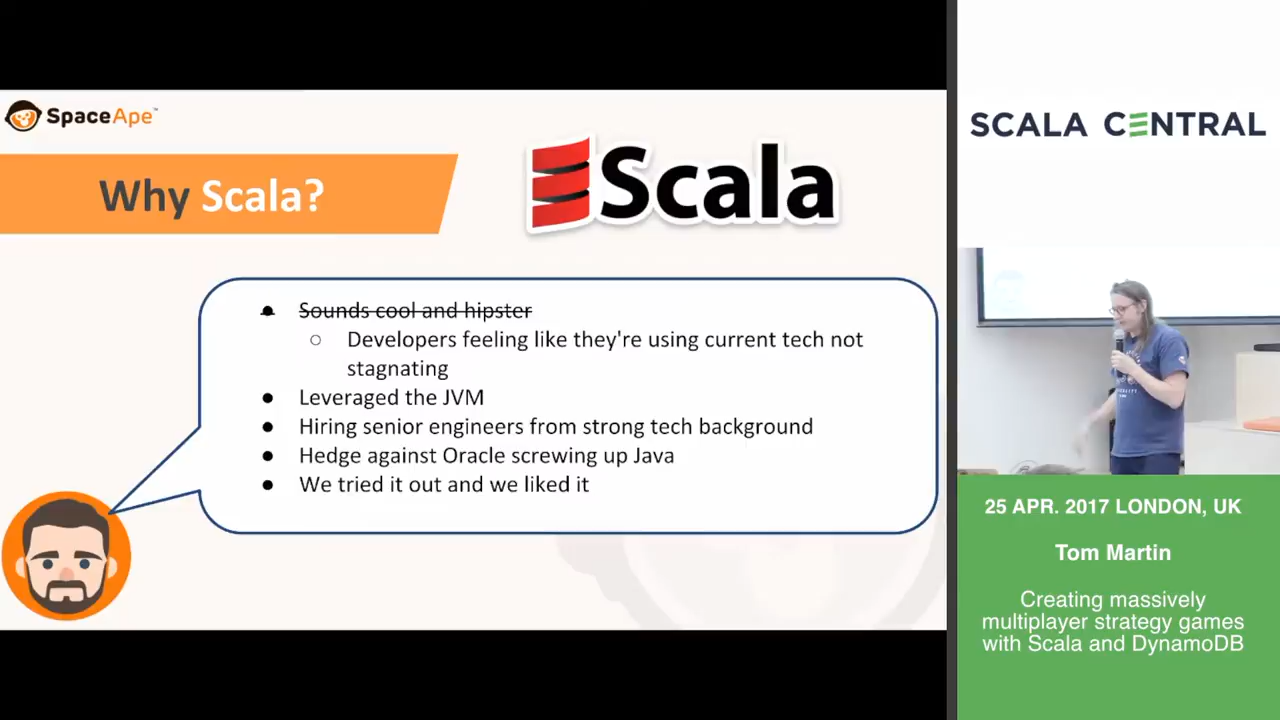 SpaceApe™
Why Scala?
Scala
● Sounds cool and hipster
○ Developers feeling like they're using current tech not
stagnating
● Leveraged the JVM
● Hiring senior engineers from strong tech background
● Hedge against Oracle screwing up Java
● We tried it out and we liked it
SCALA CENTRAL
25 APR. 2017 LONDON, UK
Tom Martin
Creating massively
multiplayer strategy games
with Scala and DynamoDB